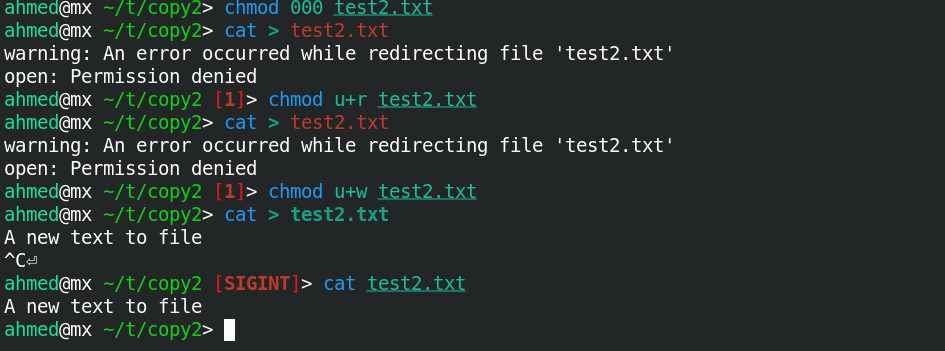 ahmed@mx ~/t/copy2> chmod 000 test2.txt
ahmed@mx ~/t/copy2> cat > test2.txt
warning: An error occurred while redirecting file 'test2.txt'
open: Permission denied
ahmed@mx ~/t/copy2 [1]> chmod u+r test2.txt
ahmed@mx ~/t/copy2> cat > test2.txt
warning: An error occurred while redirecting file 'test2.txt'
open: Permission denied
ahmed@mx ~/t/copy2 [1]> chmod u+w test2.txt
ahmed@mx ~/t/copy2> cat > test2.txt
A new text to file
^C⏎
ahmed@mx ~/t/copy2 [SIGINT]> cat test2.txt
A new text to file
ahmed@mx ~/t/copy2>